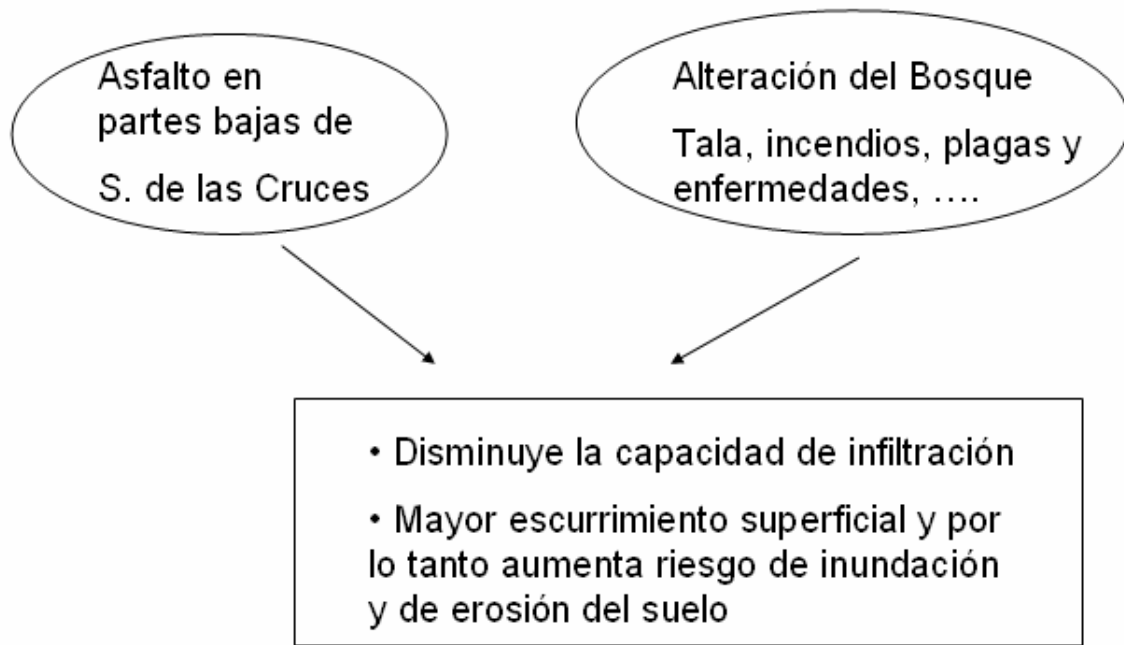 Asfalto en
partes bajas de
S. de las Cruces
Alteración del Bosque
Tala, incendios, plagas y
enfermedades, ....
• Disminuye la capacidad de infiltración
• Mayor escurrimiento superficial y por
lo tanto aumenta riesgo de inundación
y de erosión del suelo